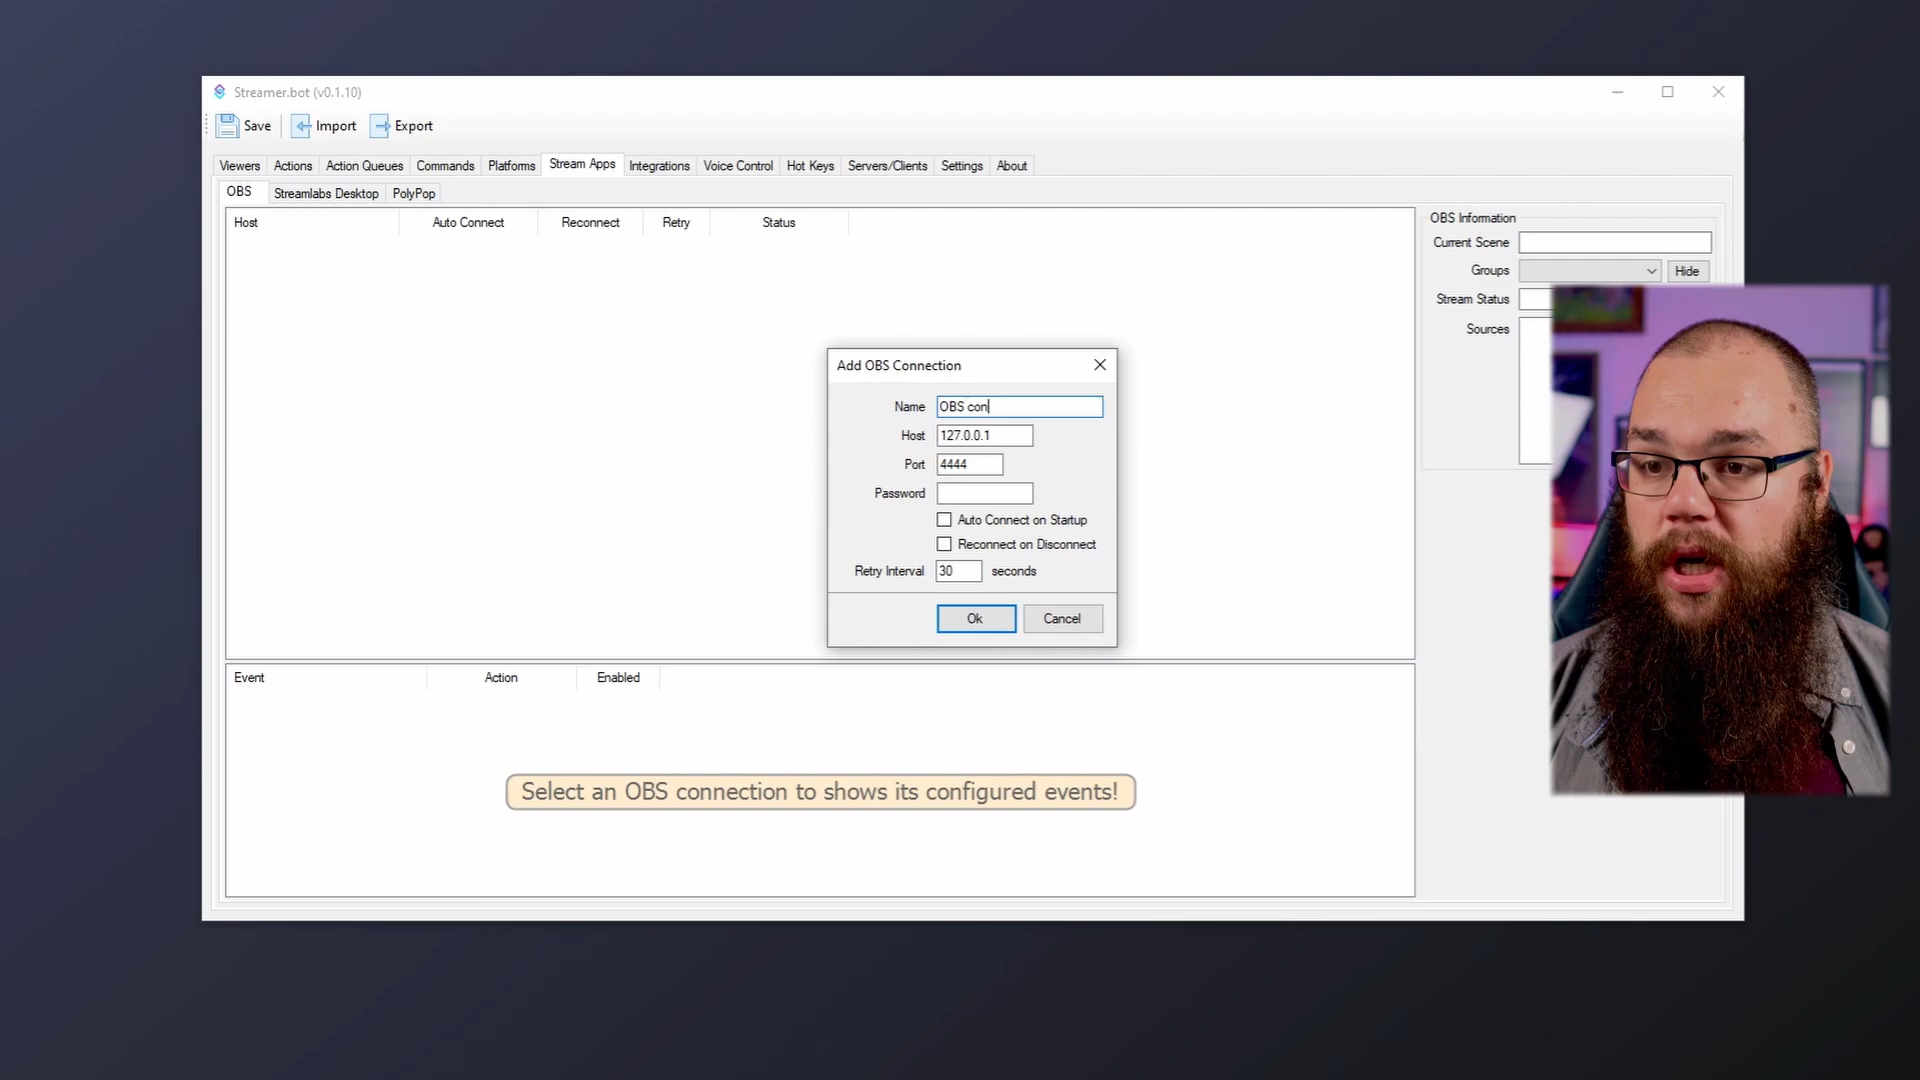 Streamer.bot (v0.1.10)
Save Import Export
Viewers Actions Action Queues Commands Platforms Stream Apps Integrations Voice Control Hot Keys Servers/Clients Settings About
OBS Streamlabs Desktop PolyPop
Host Auto Connect Reconnect Retry Status
OBS Information
Current Scene
Groups Hide
Stream Status
Sources
Add OBS Connection
Name OBS con
Host 127.0.0.1
Port 4444
Password
Auto Connect on Startup
Reconnect on Disconnect
Retry Interval 30 seconds
Ok Cancel
Event Action Enabled
Select an OBS connection to shows its configured events!